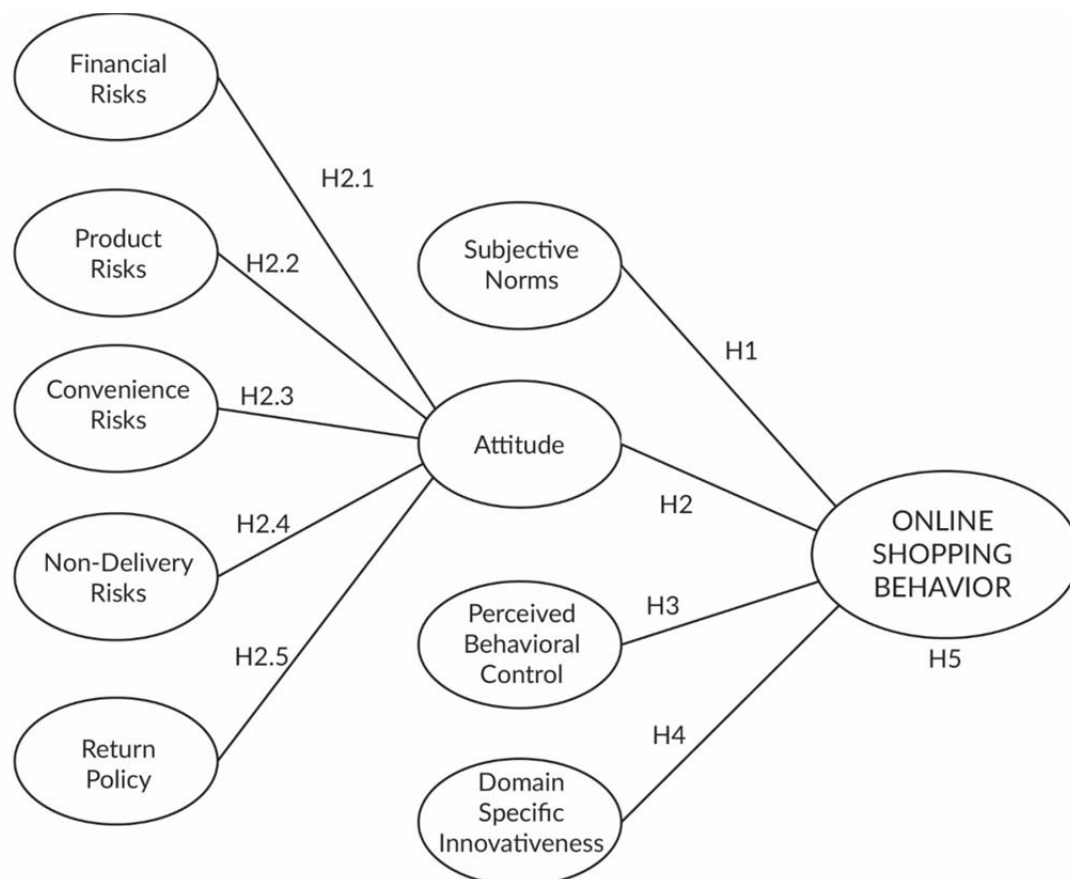 Financial
Risks
H2.1
Product
Risks
H2.2
Convenience
Risks
H2.3
Non-Delivery
Risks
H2.4
Return
Policy
H2.5
Subjective
Norms
H1
Attitude
H2
Perceived
Behavioral
Control
H3
Domain
Specific
Innovativeness
H4
ONLINE
SHOPPING
BEHAVIOR
H5